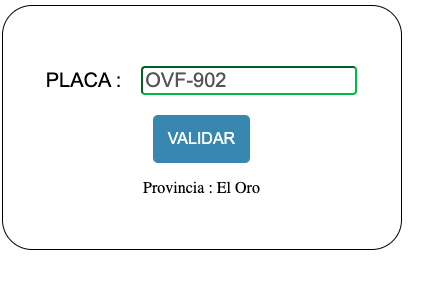 PLACA : OVF-902
VALIDAR
Provincia : El Oro